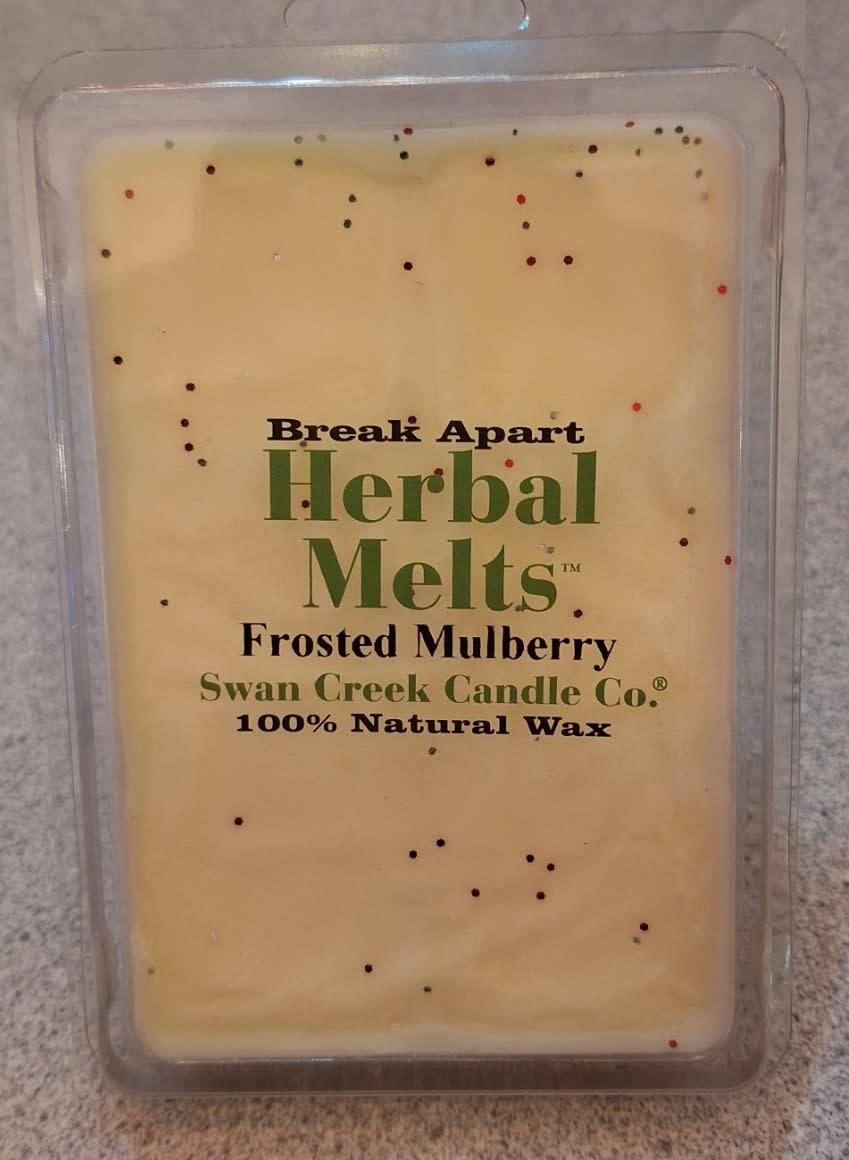 Break Apart
Herbal
Melts™
Frosted Mulberry
Swan Creek Candle Co.®
100% Natural Wax